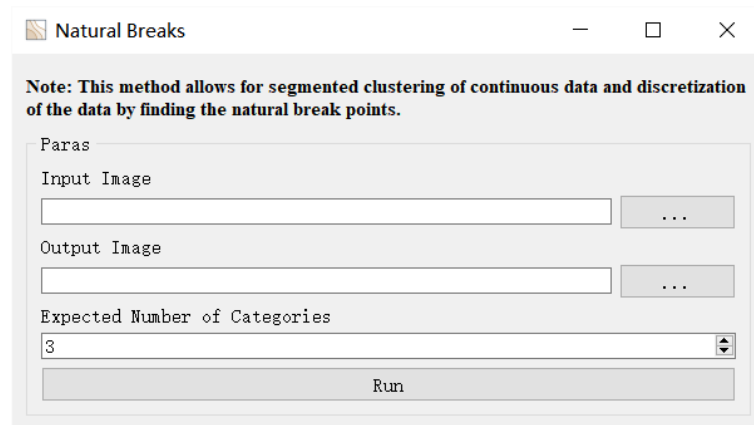 Natural Breaks
Note: This method allows for segmented clustering of continuous data and discretization
of the data by finding the natural break points.
Paras
Input Image
...
Output Image
...
Expected Number of Categories
3
Run